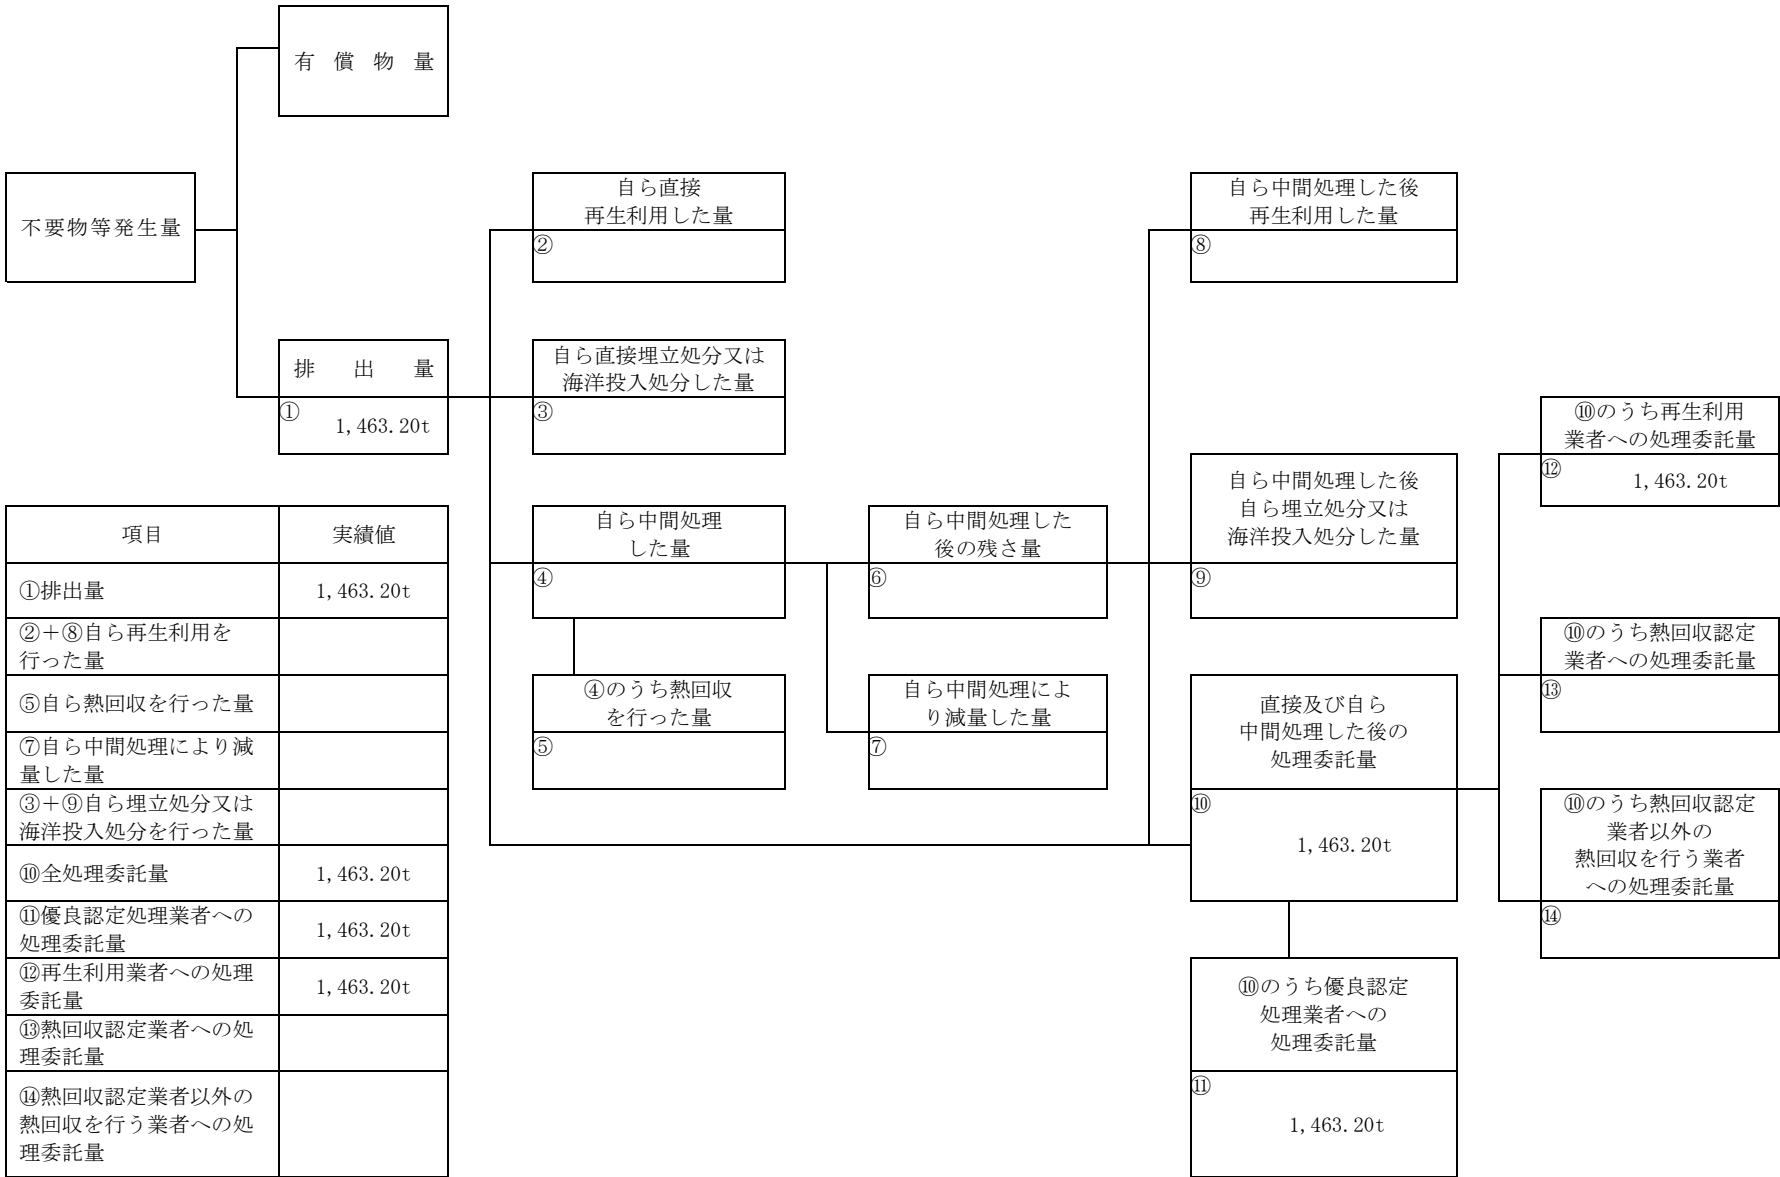 有償物量
不要物等発生量
排出量
①
1,463.20t
自ら直接
再生利用した量
②
自ら直接埋立処分又は
海洋投入処分した量
③
自ら中間処理
した量
④
④のうち熱回収
を行った量
⑤
自ら中間処理した
後の残さ量
⑥
自ら中間処理によ
り減量した量
⑦
自ら中間処理した後
再生利用した量
⑧
自ら中間処理した後
自ら埋立処分又は
海洋投入処分した量
⑨
直接及び自ら
中間処理した後の
処理委託量
⑩
1,463.20t
⑩のうち優良認定
処理業者への
処理委託量
⑪
1,463.20t
⑩のうち再生利用
業者への処理委託量
⑫
1,463.20t
⑩のうち熱回収認定
業者への処理委託量
⑬
⑩のうち熱回収認定
業者以外の
熱回収を行う業者
への処理委託量
⑭
項目 実績値
①排出量 1,463.20t
②＋⑧自ら再生利用を
行った量
⑤自ら熱回収を行った量
⑦自ら中間処理により減
量した量
③＋⑨自ら埋立処分又は
海洋投入処分を行った量
⑩全処理委託量 1,463.20t
⑪優良認定処理業者への
処理委託量 1,463.20t
⑫再生利用業者への処理
委託量 1,463.20t
⑬熱回収認定業者への処
理委託量
⑭熱回収認定業者以外の
熱回収を行う業者への処
理委託量